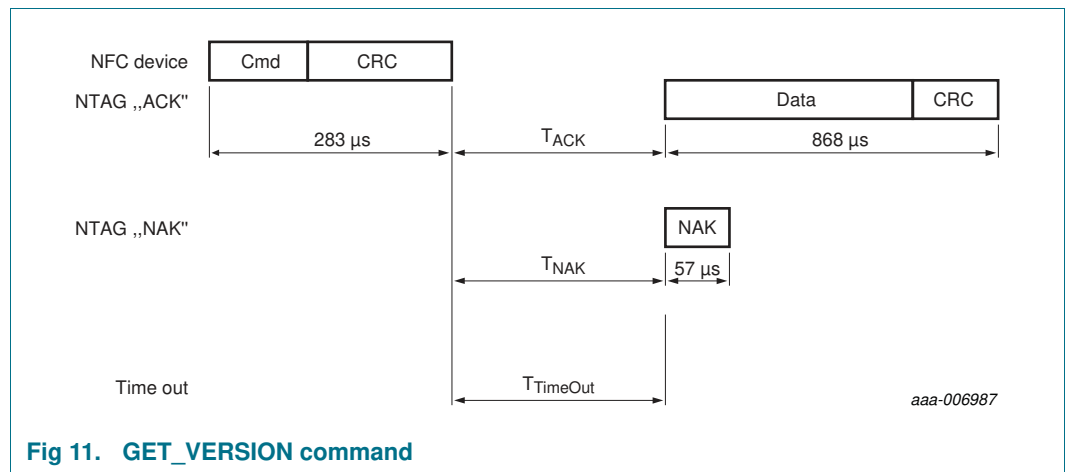 NFC device Cmd CRC
NTAG ,,ACK" Data CRC
283 μs TACK 868 μs
NTAG ,,NAK" NAK
TNAK 57 μs
Time out TTimeOut aaa-006987
Fig 11. GET_VERSION command